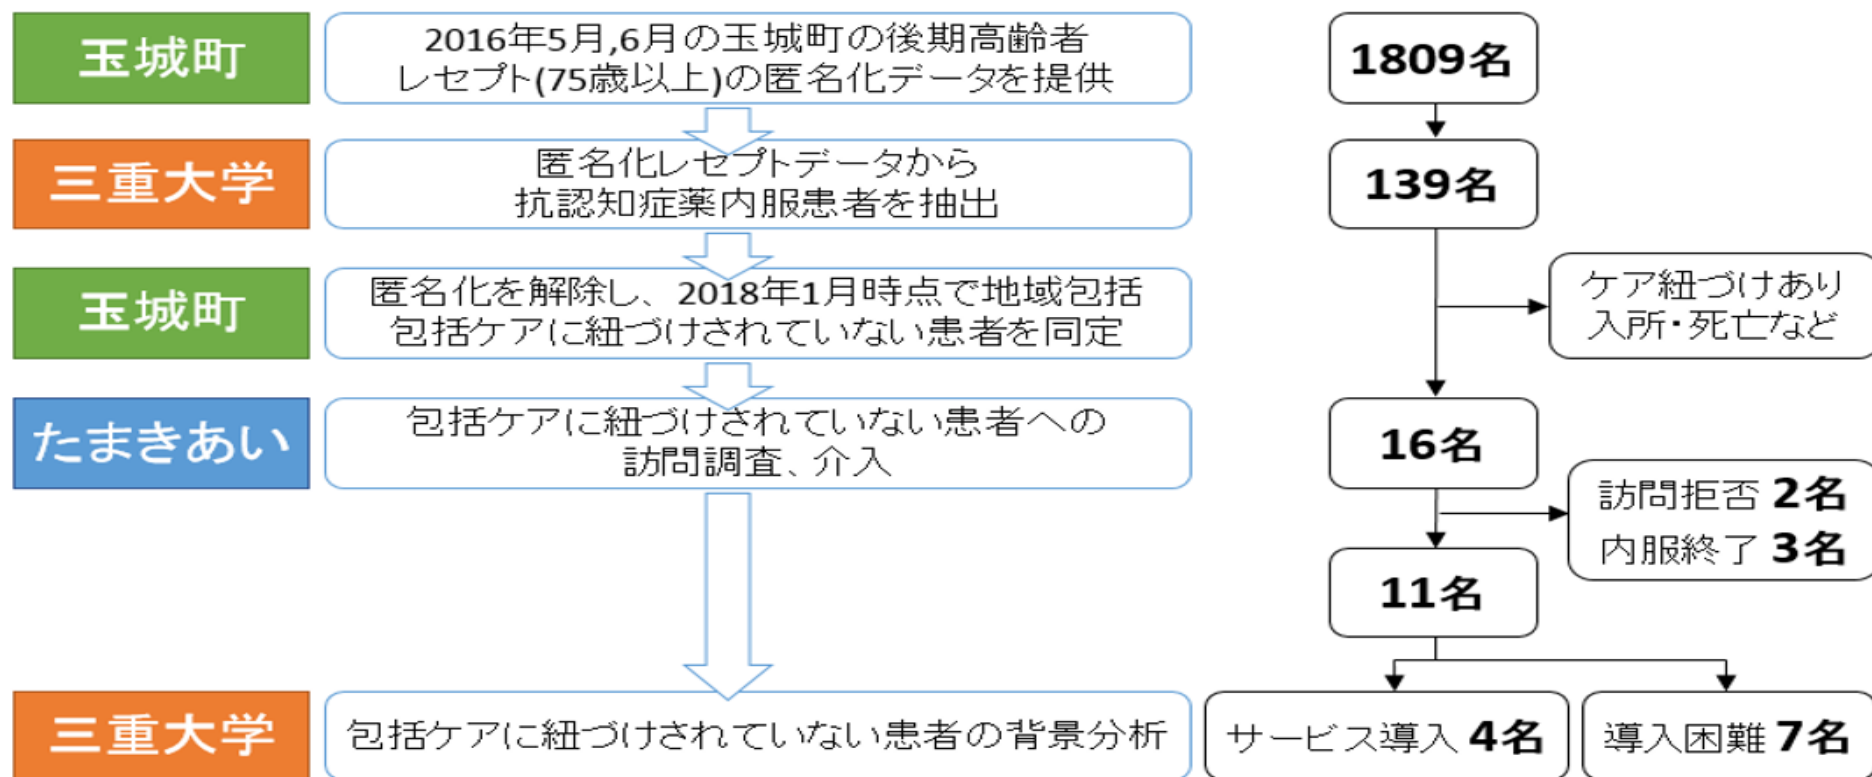 玉城町
2016年5月,6月の玉城町の後期高齢者
レセプト(75歳以上)の匿名化データを提供
1809名
三重大学
匿名化レセプトデータから
抗認知症薬内服患者を抽出
139名
玉城町
匿名化を解除し、2018年1月時点で地域包括
包括ケアに紐づけされていない患者を同定
ケア紐づけあり
入所・死亡など
たまきあい
包括ケアに紐づけされていない患者への
訪問調査、介入
16名
訪問拒否 2名
内服終了 3名
11名
三重大学
包括ケアに紐づけされていない患者の背景分析
サービス導入 4名
導入困難 7名